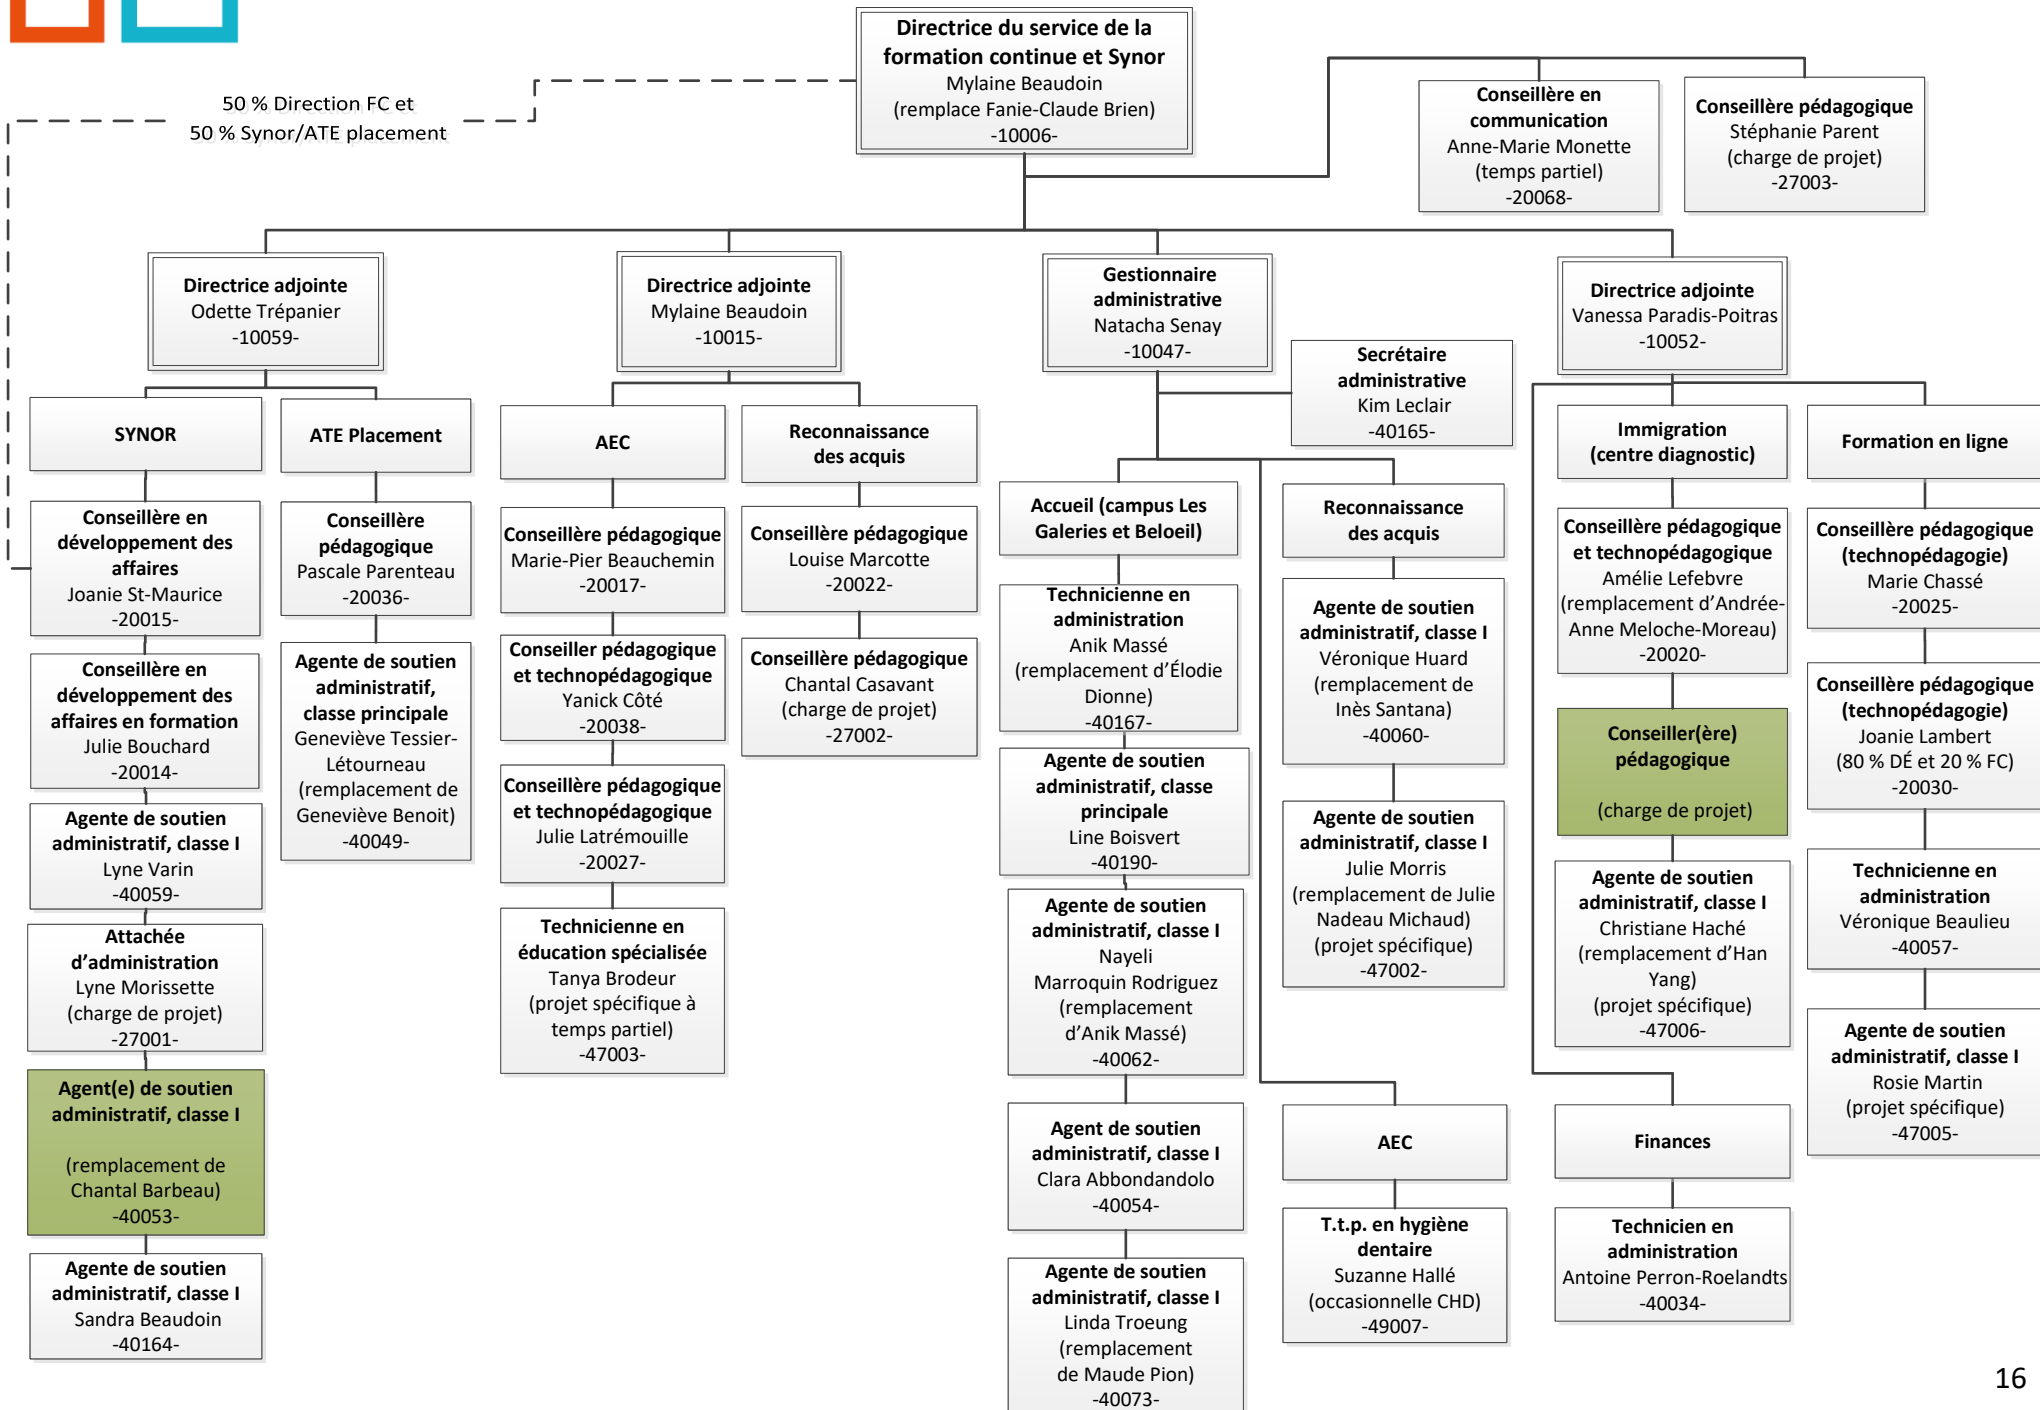 Directrice du service de la
formation continue et Synor
Mylaine Beaudoin
(remplace Fanie-Claude Brien)
-10006-
50 % Direction FC et
50 % Synor/ATE placement
Conseillère en
communication
Anne-Marie Monette
(temps partiel)
-20068-
Conseillère pédagogique
Stéphanie Parent
(charge de projet)
-27003-
Directrice adjointe
Odette Trépanier
-10059-
Directrice adjointe
Mylaine Beaudoin
-10015-
Gestionnaire
administrative
Natacha Senay
-10047-
Directrice adjointe
Vanessa Paradis-Poitras
-10052-
Secrétaire
administrative
Kim Leclair
-40165-
SYNOR
Conseillère en
développement des
affaires
Joanie St-Maurice
-20015-
Conseillère en
développement des
affaires en formation
Julie Bouchard
-20014-
Agente de soutien
administratif, classe I
Lyne Varin
-40059-
Attachée
d’administration
Lyne Morissette
(charge de projet)
-27001-
Agent(e) de soutien
administratif, classe I
(remplacement de
Chantal Barbeau)
-40053-
Agente de soutien
administratif, classe I
Sandra Beaudoin
-40164-
ATE Placement
Conseillère
pédagogique
Pascale Parenteau
-20036-
Agente de soutien
administratif,
classe principale
Geneviève Tessier-
Létourneau
(remplacement de
Geneviève Benoit)
-40049-
AEC
Conseillère pédagogique
Marie-Pier Beauchemin
-20017-
Conseiller pédagogique
et technopédagogique
Yanick Côté
-20038-
Conseillère pédagogique
et technopédagogique
Julie Latrémouille
-20027-
Technicienne en
éducation spécialisée
Tanya Brodeur
(projet spécifique à
temps partiel)
-47003-
Reconnaissance
des acquis
Conseillère pédagogique
Louise Marcotte
-20022-
Conseillère pédagogique
Chantal Casavant
(charge de projet)
-27002-
Accueil (campus Les
Galeries et Beloeil)
Technicienne en
administration
Anik Massé
(remplacement d’Élodie
Dionne)
-40167-
Agente de soutien
administratif, classe
principale
Line Boisvert
-40190-
Agente de soutien
administratif, classe I
Nayeli
Marroquin Rodriguez
(remplacement
d’Anik Massé)
-40062-
Agent de soutien
administratif, classe I
Clara Abbondandolo
-40054-
Agente de soutien
administratif, classe I
Linda Troeung
(remplacement
de Maude Pion)
-40073-
Reconnaissance
des acquis
Agente de soutien
administratif, classe I
Véronique Huard
(remplacement de
Inès Santana)
-40060-
Agente de soutien
administratif, classe I
Julie Morris
(remplacement de Julie
Nadeau Michaud)
(projet spécifique)
-47002-
AEC
T.t.p. en hygiène
dentaire
Suzanne Hallé
(occasionnelle CHD)
-49007-
Immigration
(centre diagnostic)
Conseillère pédagogique
et technopédagogique
Amélie Lefebvre
(remplacement d’Andrée-
Anne Meloche-Moreau)
-20020-
Conseiller(ère)
pédagogique
(charge de projet)
Agente de soutien
administratif, classe I
Christiane Haché
(remplacement d’Han
Yang)
(projet spécifique)
-47006-
Finances
Technicien en
administration
Antoine Perron-Roelandts
-40034-
Formation en ligne
Conseillère pédagogique
(technopédagogie)
Marie Chassé
-20025-
Conseillère pédagogique
(technopédagogie)
Joanie Lambert
(80 % DÉ et 20 % FC)
-20030-
Technicienne en
administration
Véronique Beaulieu
-40057-
Agente de soutien
administratif, classe I
Rosie Martin
(projet spécifique)
-47005-
16